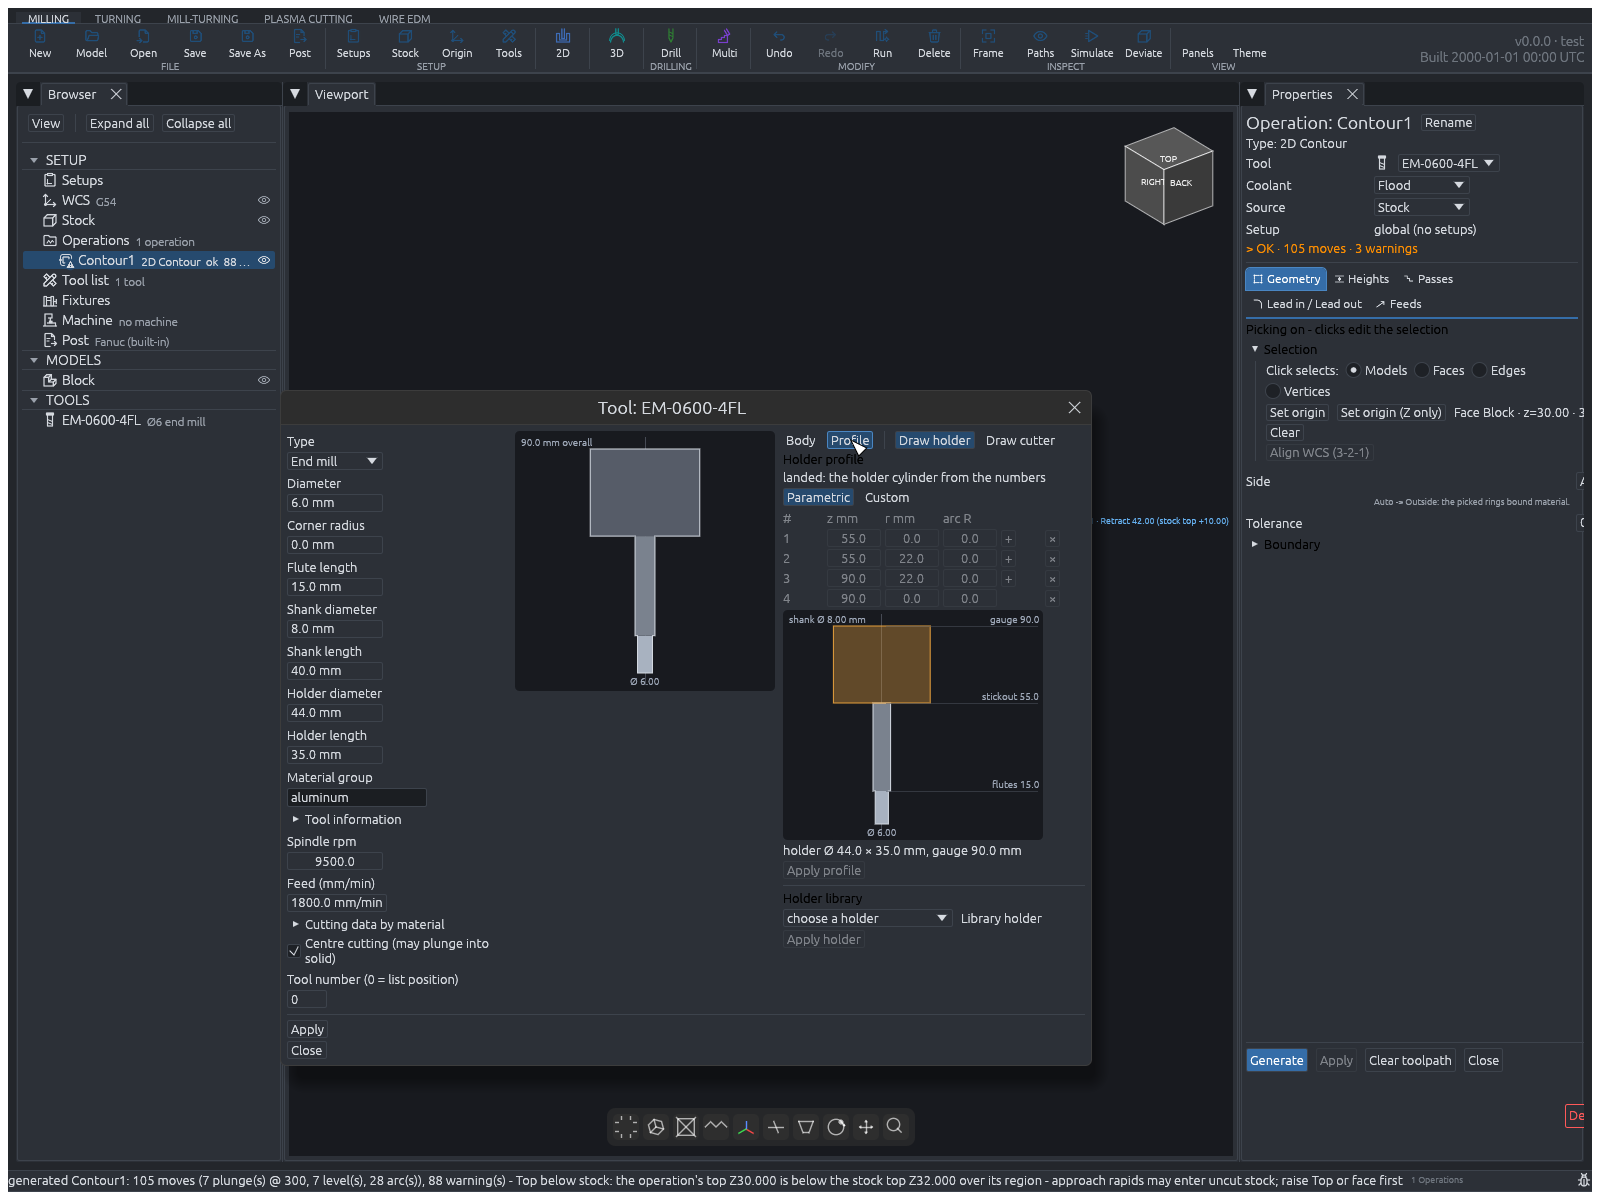 MILLING TURNING MILL-TURNING PLASMA CUTTING WIRE EDM
New Model Open Save Save As Post Setups Stock Origin Tools 2D 3D Drill Multi Undo Redo Run Delete Frame Paths Simulate Deviate Panels Theme
FILE SETUP DRILLING MODIFY INSPECT VIEW
v0.0.0 · test
Built 2000-01-01 00:00 UTC
Browser
View Expand all Collapse all
SETUP
Setups
WCS G54
Stock
Operations 1 operation
Contour1 2D Contour ok 88 ...
Tool list 1 tool
Fixtures
Machine no machine
Post Fanuc (built-in)
MODELS
Block
TOOLS
EM-0600-4FL Ø6 end mill
Viewport
TOP
RIGHT BACK
- Retract 42.00 (stock top +10.00)
Tool: EM-0600-4FL
Type
End mill
Diameter
6.0 mm
Corner radius
0.0 mm
Flute length
15.0 mm
Shank diameter
8.0 mm
Shank length
40.0 mm
Holder diameter
44.0 mm
Holder length
35.0 mm
Material group
aluminum
Tool information
Spindle rpm
9500.0
Feed (mm/min)
1800.0 mm/min
Cutting data by material
Centre cutting (may plunge into
solid)
Tool number (0 = list position)
0
Apply
Close
90.0 mm overall
Ø 6.00
Body Profile Draw holder Draw cutter
Holder profile
landed: the holder cylinder from the numbers
Parametric Custom
# z mm r mm arc R
1 55.0 0.0 0.0 + ×
2 55.0 22.0 0.0 + ×
3 90.0 22.0 0.0 + ×
4 90.0 0.0 0.0 ×
shank Ø 8.00 mm gauge 90.0
stickout 55.0
flutes 15.0
Ø 6.00
holder Ø 44.0 × 35.0 mm, gauge 90.0 mm
Apply profile
Holder library
choose a holder Library holder
Apply holder
Properties
Operation: Contour1 Rename
Type: 2D Contour
Tool EM-0600-4FL
Coolant Flood
Source Stock
Setup global (no setups)
> OK · 105 moves · 3 warnings
Geometry Heights Passes
Lead in / Lead out Feeds
Picking on - clicks edit the selection
Selection
Click selects: Models Faces Edges
Vertices
Set origin Set origin (Z only) Face Block · z=30.00 · 3
Clear
Align WCS (3-2-1)
Side
Auto -> Outside: the picked rings bound material.
Tolerance
Boundary
Generate Apply Clear toolpath Close
De
generated Contour1: 105 moves (7 plunge(s) @ 300, 7 level(s), 28 arc(s)), 88 warning(s) - Top below stock: the operation's top Z30.000 is below the stock top Z32.000 over its region - approach rapids may enter uncut stock; raise Top or face first 1 Operations